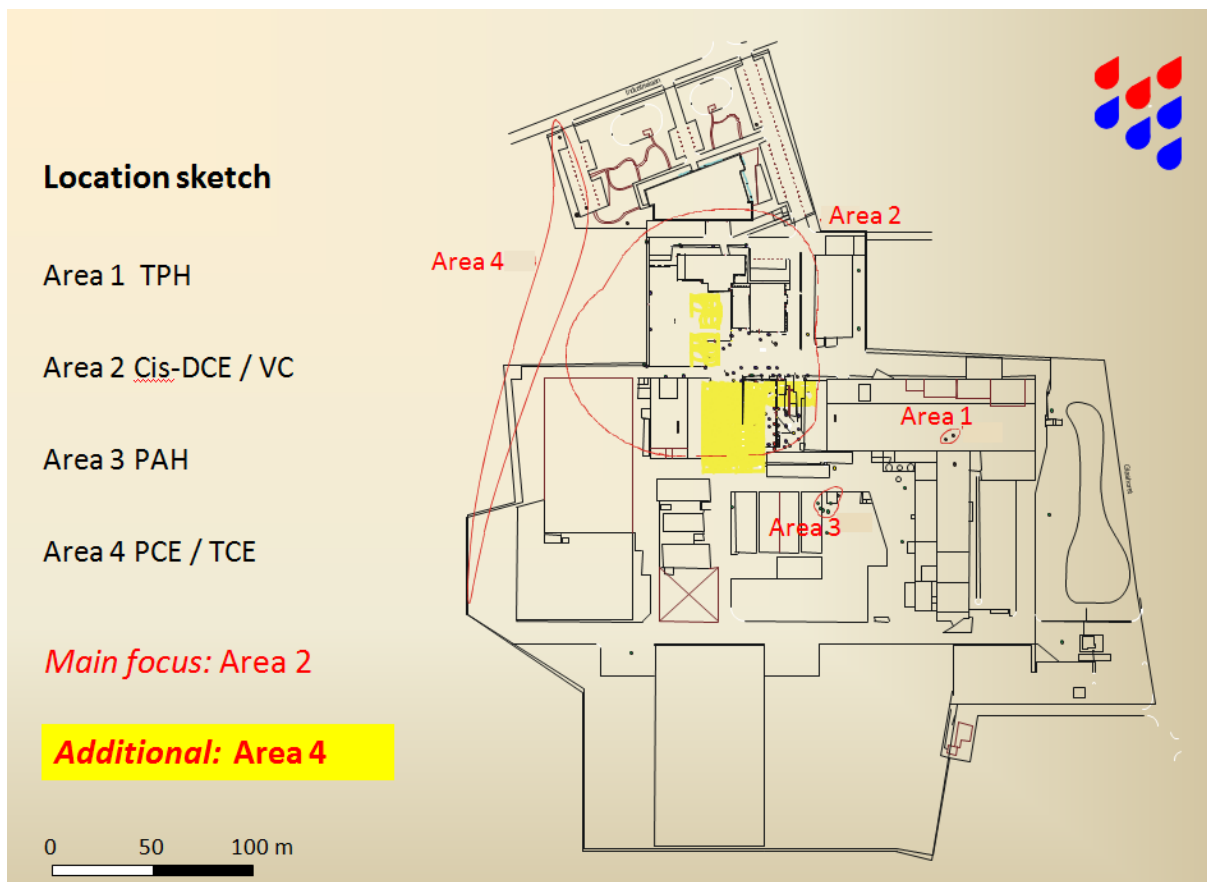 Location sketch
Area 1 TPH
Area 2 Cis-DCE / VC
Area 3 PAH
Area 4 PCE / TCE
Main focus: Area 2
Additional: Area 4
0 50 100 m
Area 2
Area 4
Area 1
Area 3